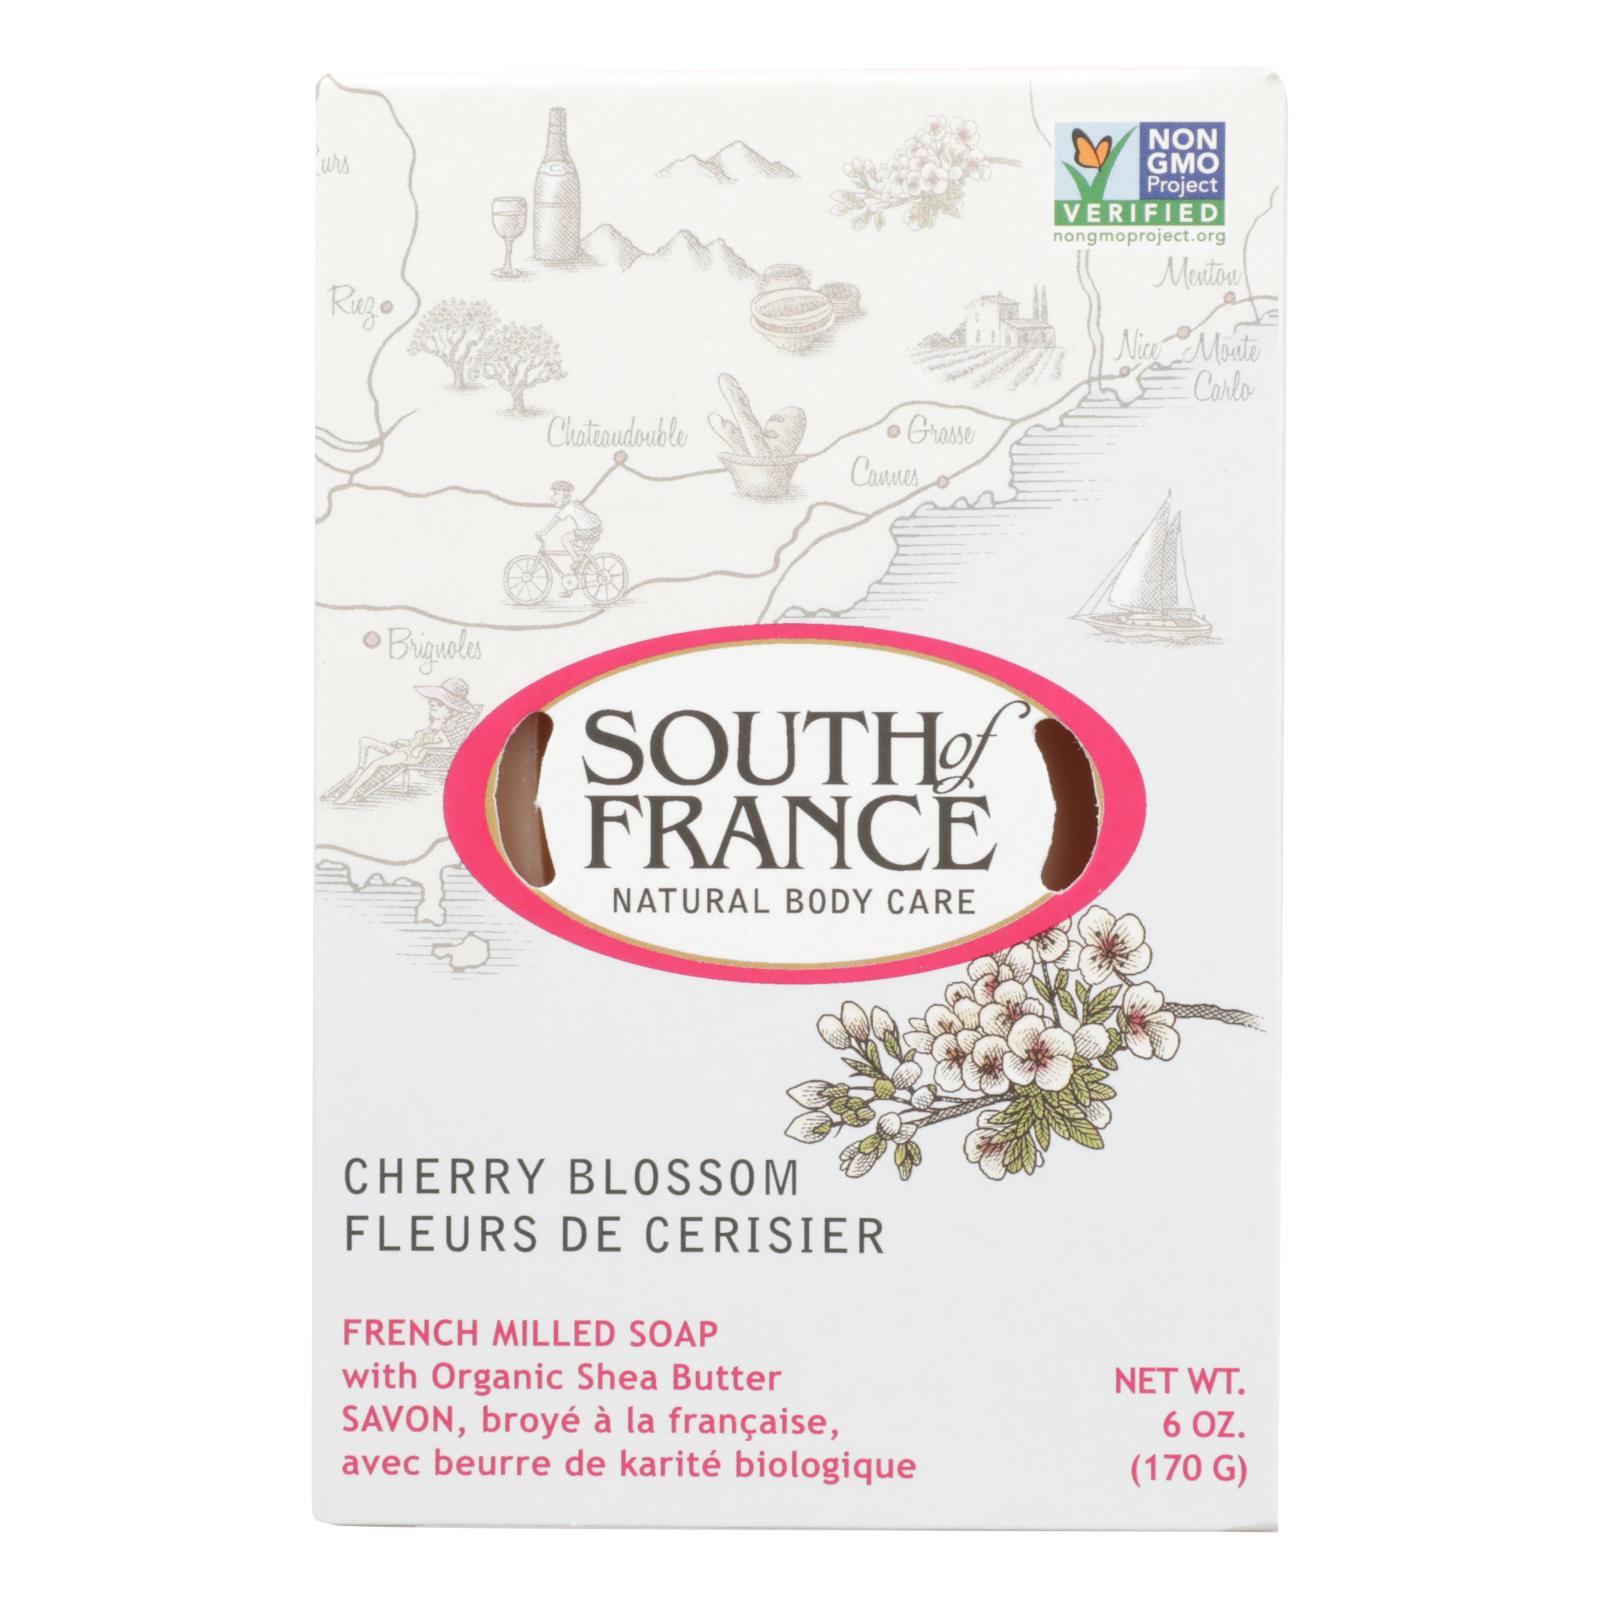 NON
GMO
Project
VERIFIED
nongmoproject.org
Menton
Riez
Nice
Monte
Carlo
Chateaudouble
Grasse
Cannes
Brignoles
SOUTH of
FRANCE
NATURAL BODY CARE
CHERRY BLOSSOM
FLEURS DE CERISIER
FRENCH MILLED SOAP
with Organic Shea Butter
SAVON, broyé à la française,
avec beurre de karité biologique
NET WT.
6 OZ.
(170 G)